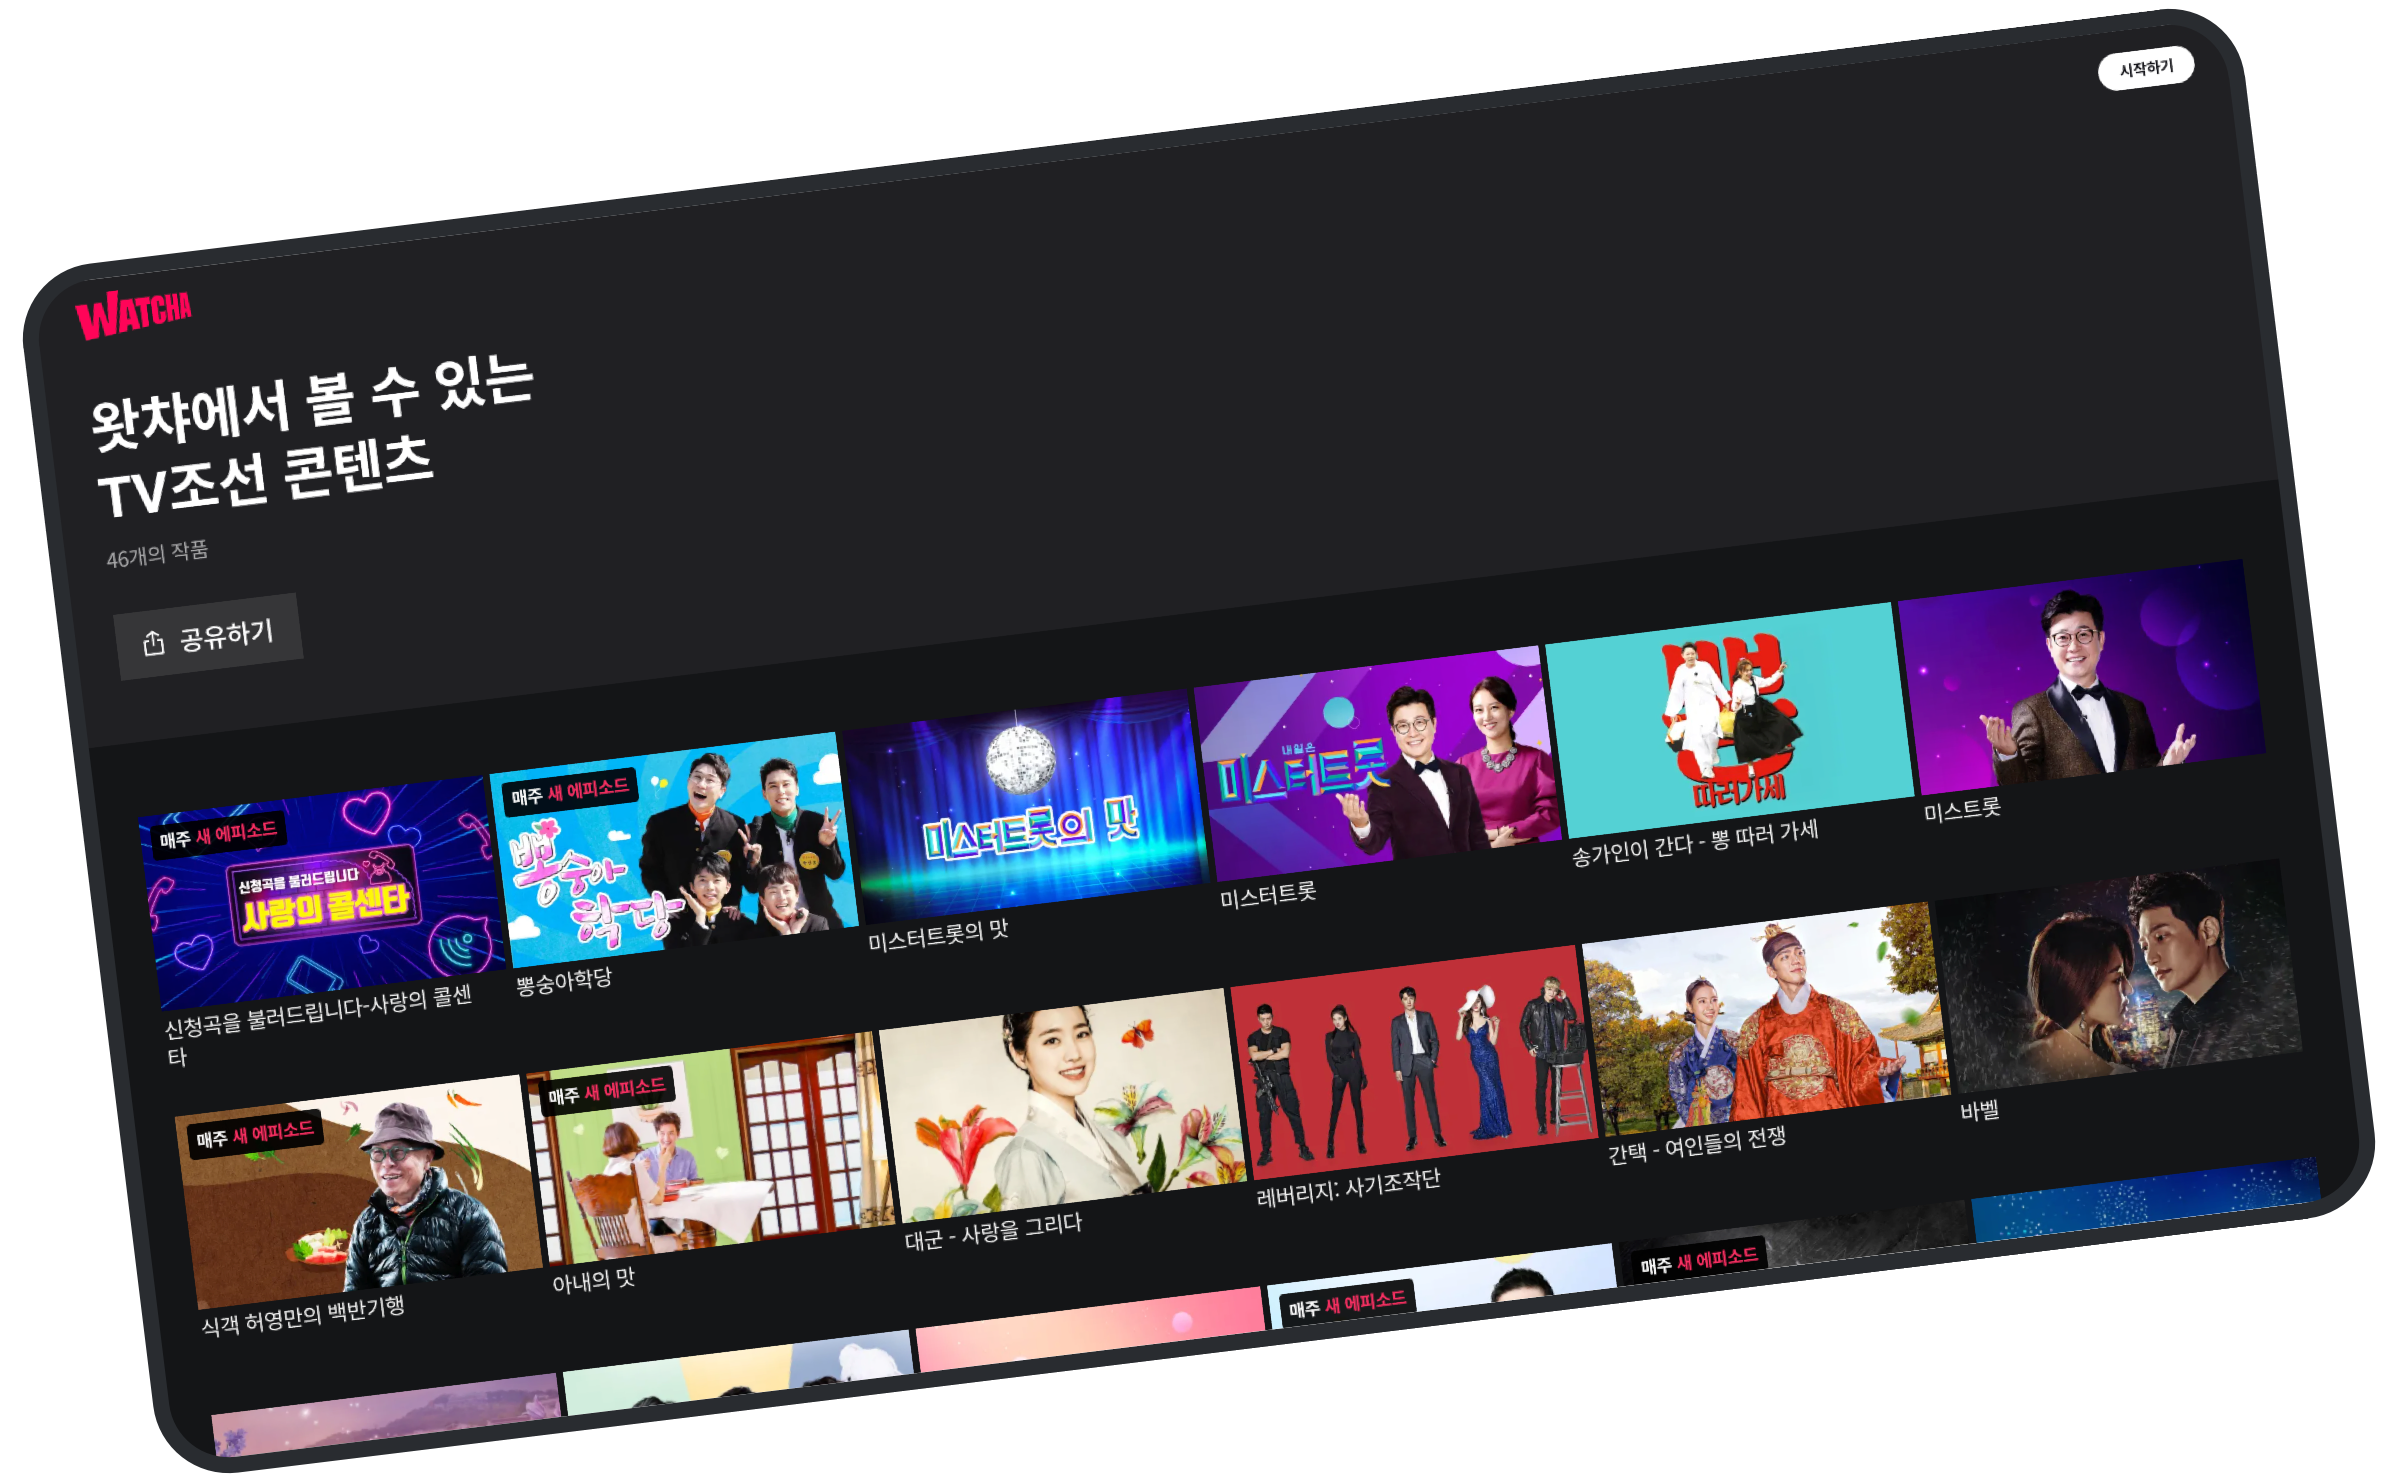 시작하기
WATCHA
왓챠에서 볼 수 있는
TV조선 콘텐츠
46개의 작품
공유하기
매주 새 에피소드
신청곡을 불러드립니다
사랑의 콜센타
신청곡을 불러드립니다-사랑의 콜센
타
매주 새 에피소드
뽕숭아
학당
뽕숭아학당
미스터트롯의 맛
미스터트롯의 맛
내일은
미스터트롯
미스터트롯
뽕
따러가세
송가인이 간다 - 뽕 따러 가세
미스트롯
매주 새 에피소드
식객 허영만의 백반기행
매주 새 에피소드
아내의 맛
대군 - 사랑을 그리다
레버리지: 사기조작단
간택 - 여인들의 전쟁
바벨
매주 새 에피소드
매주 새 에피소드